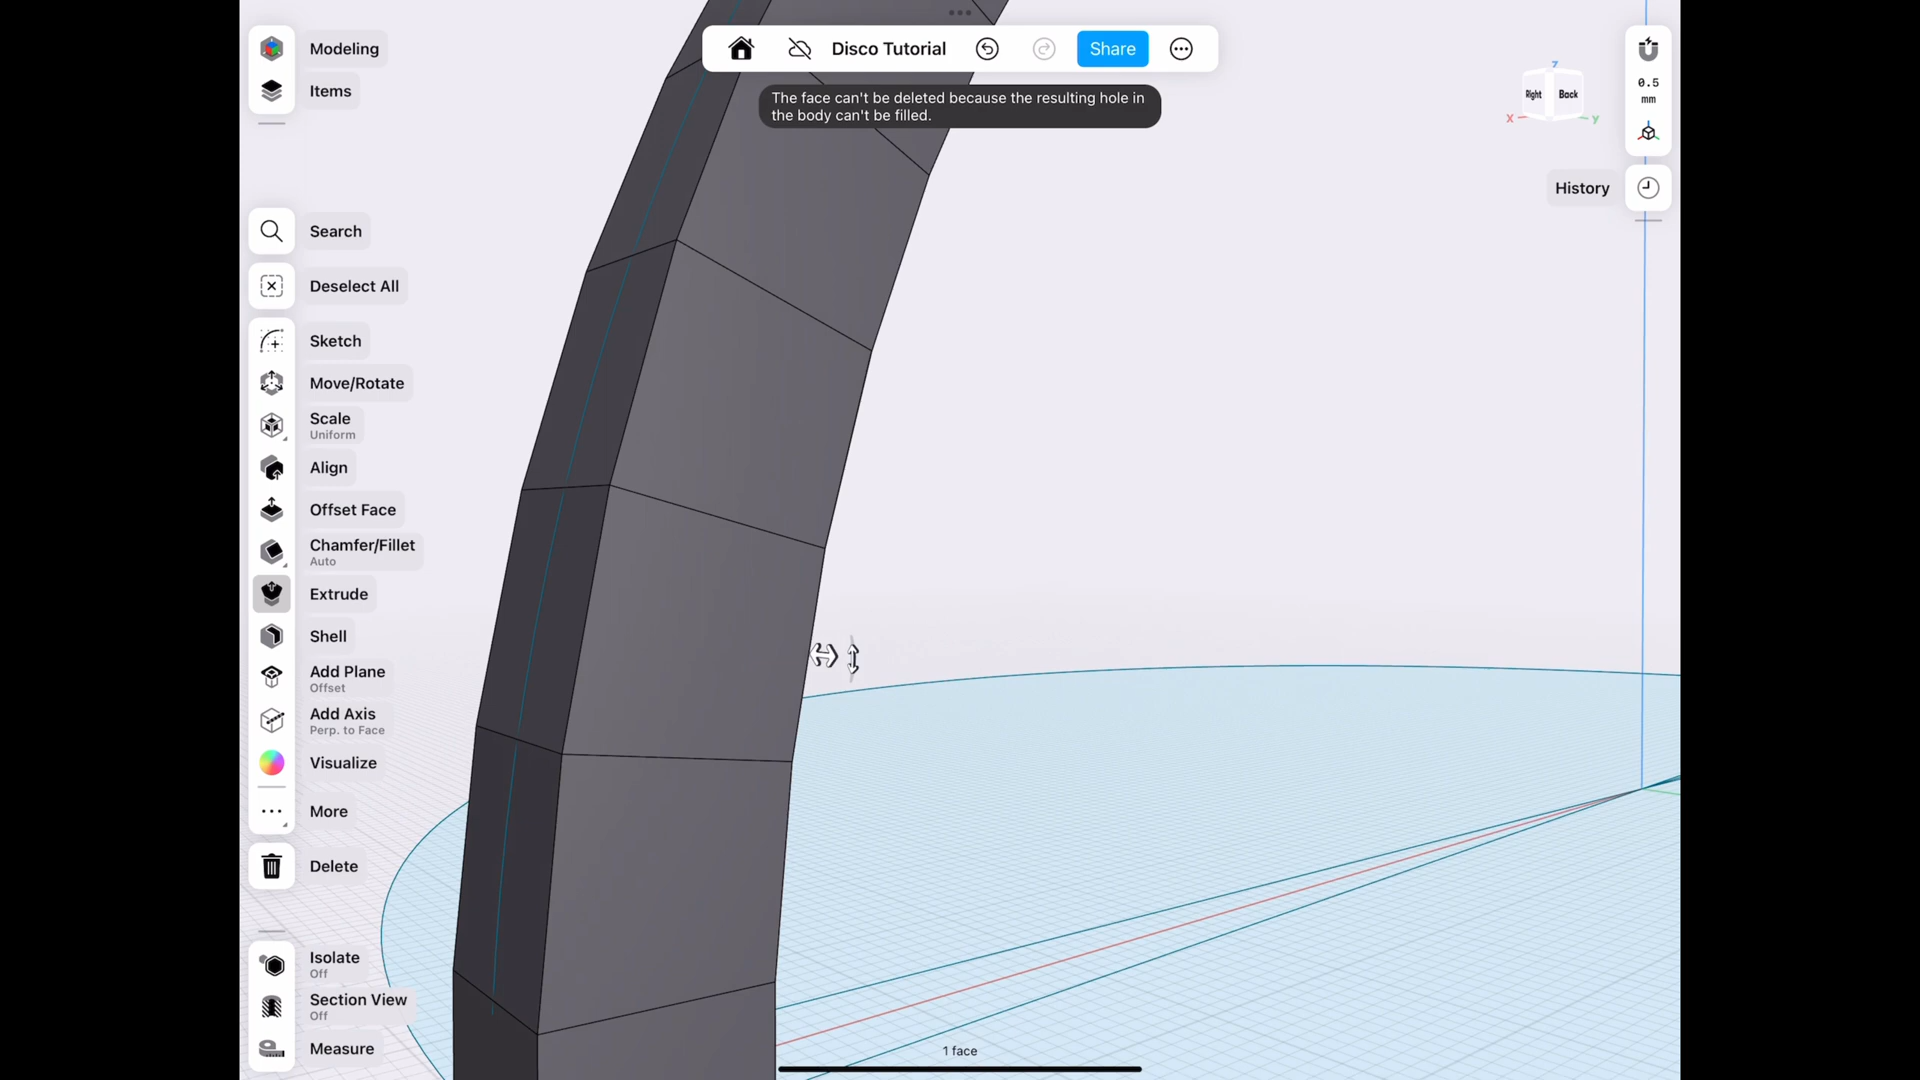 Modeling
Items
Disco Tutorial
Share
The face can't be deleted because the resulting hole in
the body can't be filled.
Z
Right
Back
X
Y
0.5
mm
History
Search
Deselect All
Sketch
Move/Rotate
Scale
Uniform
Align
Offset Face
Chamfer/Fillet
Auto
Extrude
Shell
Add Plane
Offset
Add Axis
Perp. to Face
Visualize
More
Delete
Isolate
Off
Section View
Off
Measure
1 face